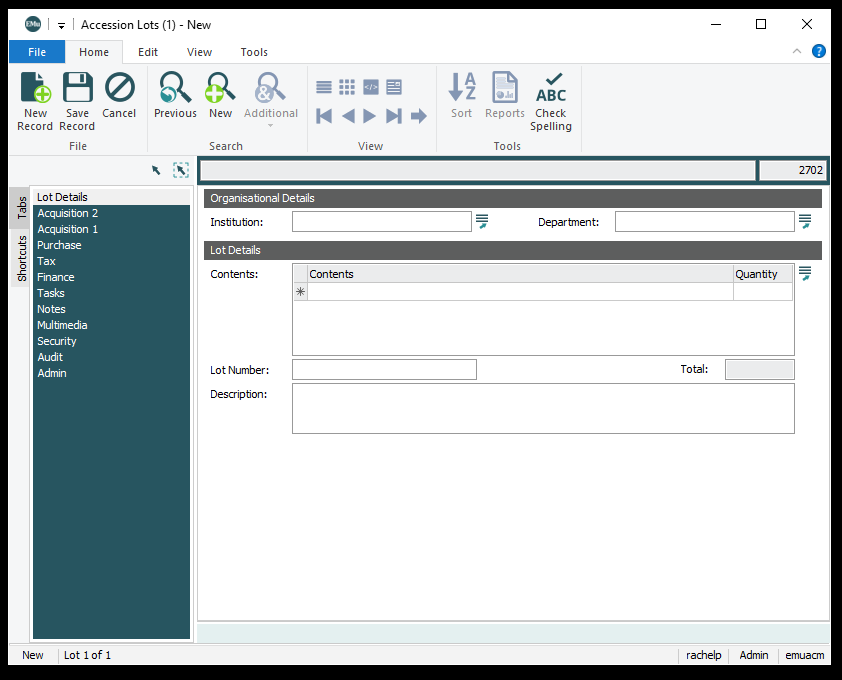 EMu Accession Lots (1) - New
File Home Edit View Tools
New Record Save Record Cancel
File
Previous New Additional
Search
View
Sort Reports ABC Check Spelling
A Z
Tools
2702
Tabs
Shortcuts
Lot Details
Acquisition 2
Acquisition 1
Purchase
Tax
Finance
Tasks
Notes
Multimedia
Security
Audit
Admin
Organisational Details
Institution: Department:
Lot Details
Contents: Contents Quantity
Lot Number: Total:
Description:
New Lot 1 of 1 rachelp Admin emuacm